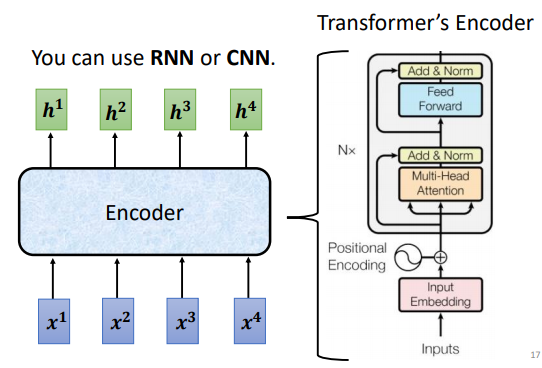 Transformer's Encoder
You can use RNN or CNN.
h¹ h² h³ h⁴
Encoder
x¹ x² x³ x⁴
Add & Norm
Feed
Forward
N×
Add & Norm
Multi-Head
Attention
Positional
Encoding
Input
Embedding
Inputs
17